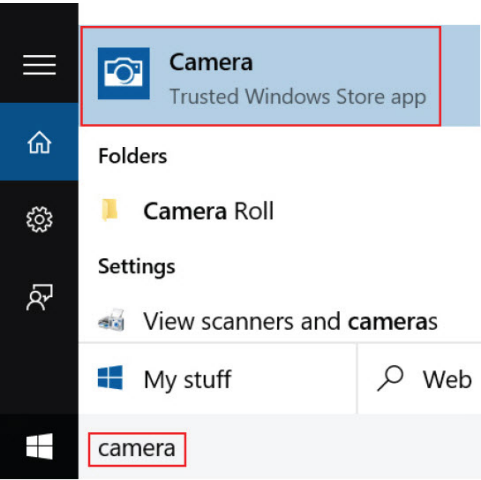 Camera
Trusted Windows Store app
Folders
Camera Roll
Settings
View scanners and cameras
My stuff
Web
camera